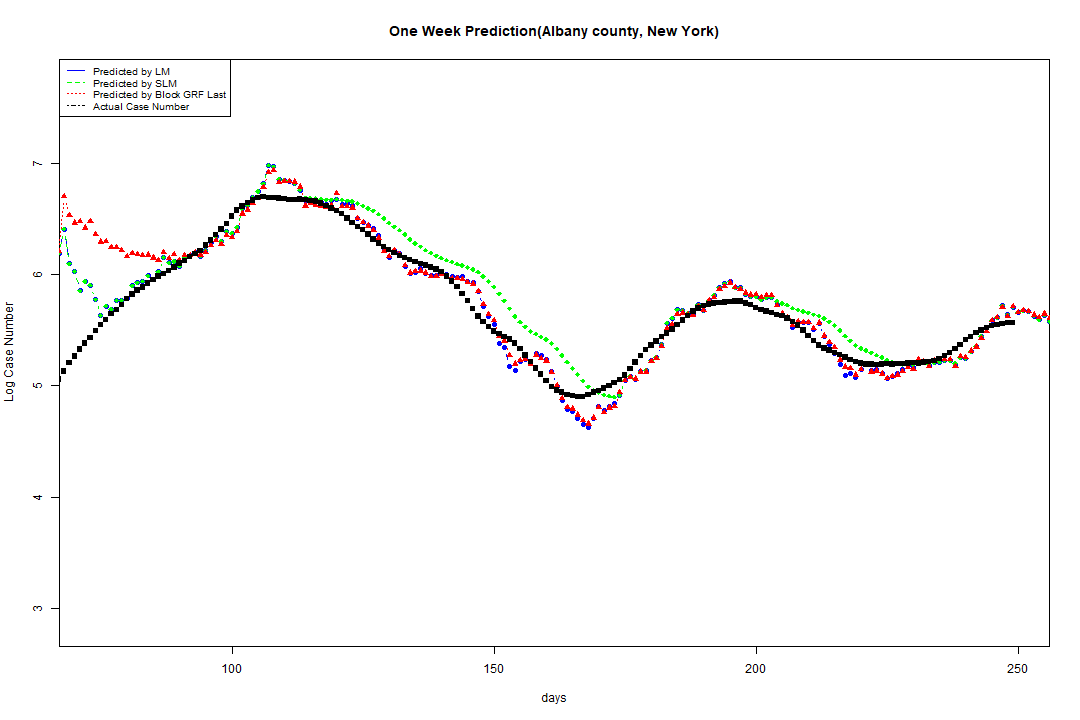 One Week Prediction(Albany county, New York)
Predicted by LM
Predicted by SLM
Predicted by Block GRF Last
Actual Case Number
7
6
5
4
3
Log Case Number
100 150 200 250
days